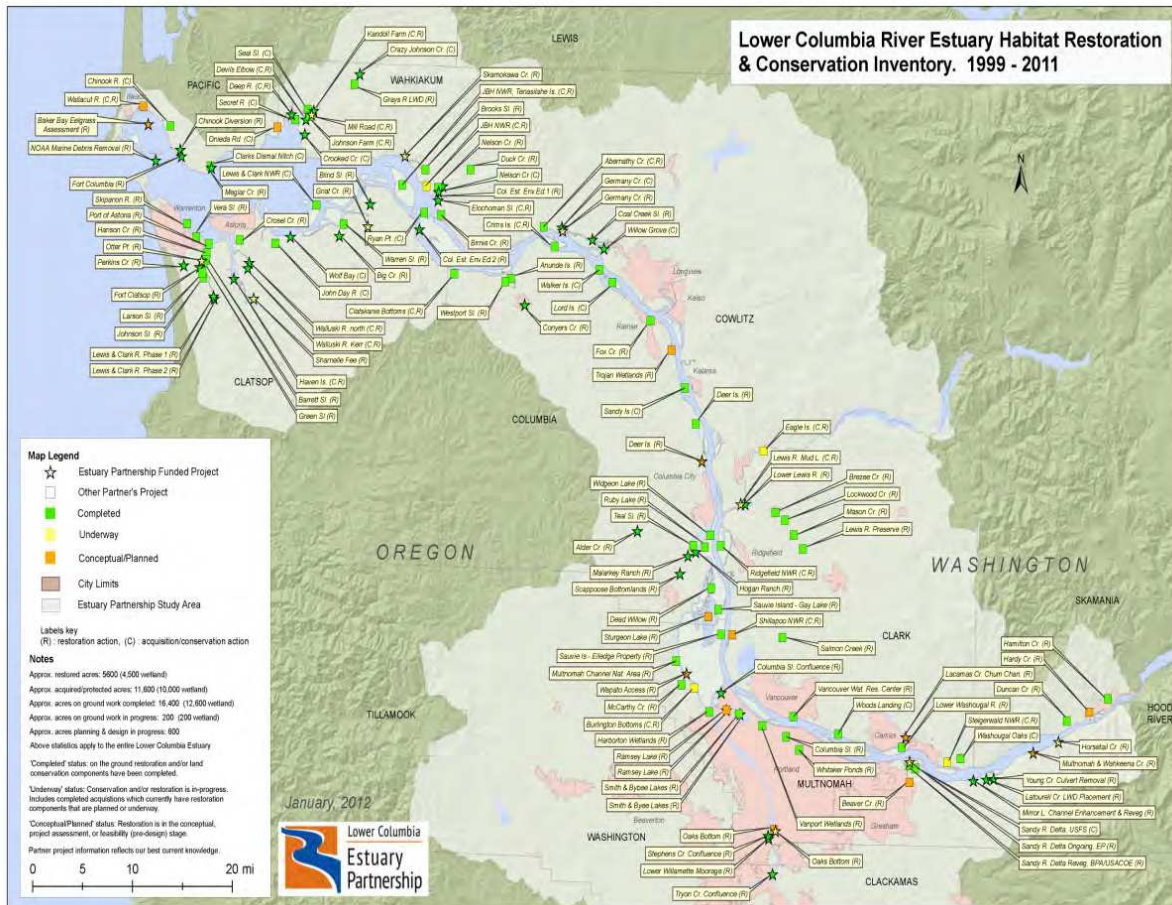 Lower Columbia River Estuary Habitat Restoration
& Conservation Inventory. 1999 - 2011
LEWIS
PACIFIC
WAHKIAKUM
Kandoll Farm (C,R)
Crazy Johnson Cr. (C)
Seal Sl. (C)
Devils Elbow (C,R)
Deep R. (C,R)
Secret R. (C)
Oneida Rd. (C)
Grays R LWD (R)
Mill Road (C,R)
Johnson Farm (C,R)
Crooked Cr. (C)
Chinook R. (C)
Wallacut R. (C,R)
Baker Bay Eelgrass
Assessment (R)
NOAA Marine Debris Removal (R)
Chinook Diversion (R)
Fort Columbia (R)
Clarks Dismal Nitch (C)
Lewis & Clark NWR (C)
Megler Cr. (R)
Skamokawa Cr. (R)
JBH NWR, Tenasillahe Is. (C,R)
Brooks Sl. (R)
JBH NWR (C,R)
Nelson Cr. (R)
Duck Cr. (R)
Nelson Cr. (C)
Col. Est. Env Ed 1 (R)
Elochoman Sl. (C,R)
Birnie Cr. (R)
Col. Est. Env Ed 2 (R)
Ryan Pt. (C)
Blind Sl. (R)
Gnat Cr. (R)
Warren Sl. (R)
Big Cr. (R)
Wolf Bay (C)
John Day R. (C)
Clatskanie Bottoms (C,R)
Westport Sl. (R)
Abernathy Cr. (C,R)
Germany Cr. (C)
Germany Cr. (R)
Coal Creek Sl. (R)
Willow Grove (C)
Crims Is. (C,R)
Anunde Is. (R)
Walker Is. (C)
Lord Is. (C)
Conyers Cr. (R)
Skipanon R. (R)
Port of Astoria (R)
Hanson Cr. (R)
Otter Pt. (R)
Perkins Cr. (R)
Fort Clatsop (R)
Larson Sl. (R)
Johnson Sl. (R)
Lewis & Clark R. Phase 1 (R)
Lewis & Clark R. Phase 2 (R)
Vera Sl. (R)
Crosel Cr. (R)
Warrenton
Astoria
Walluski R. north (C,R)
Walluski R. Kerr (C,R)
Sharnelle Fee (R)
Haven Is. (C,R)
Barrett Sl. (R)
Green Sl (R)
CLATSOP
Longview
Kelso
Rainier
COWLITZ
Kalama
COLUMBIA
Fox Cr. (R)
Trojan Wetlands (R)
Sandy Is (C)
Deer Is. (R)
Deer Is. (R)
Columbia City
Eagle Is. (C,R)
Lewis R. Mud L. (C,R)
Lower Lewis R. (R)
Brezee Cr. (R)
Lockwood Cr. (R)
Mason Cr. (R)
Lewis R. Preserve (R)
Widgeon Lake (R)
Ruby Lake (R)
Teal Sl. (R)
Alder Cr. (R)
Malarkey Ranch (R)
Scappoose Bottomlands (R)
Ridgefield
Ridgefield NWR (C,R)
Hogan Ranch (R)
OREGON
WASHINGTON
SKAMANIA
CLARK
Dead Willow (R)
Sturgeon Lake (R)
Sauvie Island - Gay Lake (R)
Shillapoo NWR (C,R)
Salmon Creek (R)
Sauvie Is - Elledge Property (R)
Multnomah Channel Nat. Area (R)
Wapato Access (R)
McCarthy Cr. (R)
Burlington Bottoms (C,R)
Harborton Wetlands (R)
Ramsey Lake (R)
Ramsey Lake (R)
Smith & Bybee Lakes (R)
Smith & Byee Lakes (R)
Columbia Sl. Confluence (R)
Vancouver
Vancouver Wat. Res. Center (R)
Woods Landing (C)
Columbia St. (R)
Whitaker Ponds (R)
Portland
MULTNOMAH
Vanport Wetlands (R)
Beaver Cr. (R)
Gresham
Camas
Hamilton Cr. (R)
Hardy Cr. (R)
Lacamas Cr. Chum Chan. (R)
Duncan Cr. (R)
Lower Washougal R. (R)
Steigerwald NWR (C,R)
Washougal Oaks (C)
HOOD
RIVER
Horsetail Cr. (R)
Multnomah & Wahkeena Cr. (R)
Young Cr. Culvert Removal (R)
Latourell Cr. LWD Placement (R)
Mirror L. Channel Enhancement & Reveg (R)
Sandy R. Delta, USFS (C)
Sandy R. Delta Ongoing, EP (R)
Sandy R. Delta Reveg, BPA/USACOE (R)
TILLAMOOK
Beaverton
WASHINGTON
Oaks Bottom (R)
Stephens Cr. Confluence (R)
Lower Willamette Moorage (R)
Tryon Cr. Confluence (R)
Oaks Bottom (R)
CLACKAMAS
N
Map Legend
Estuary Partnership Funded Project
Other Partner's Project
Completed
Underway
Conceptual/Planned
City Limits
Estuary Partnership Study Area
Labels key
(R) : restoration action, (C) : acquisition/conservation action
Notes
Approx. restored acres: 5600 (4,500 wetland)
Approx. acquired/protected acres: 11,600 (10,000 wetland)
Approx. acres on ground work completed: 16,400 (12,600 wetland)
Approx. acres on ground work in progress: 200 (200 wetland)
Approx. acres planning & design in progress: 800
Above statistics apply to the entire Lower Columbia Estuary
'Completed' status: on the ground restoration and/or land
conservation components have been completed.
'Underway' status: Conservation and/or restoration is in-progress.
Includes completed acquistions which currently have restoration
components that are planned or underway.
'Conceptual/Planned' status: Restoration is in the conceptual,
project assessment, or feasibility (pre-design) stage.
Partner project information reflects our best current knowledge.
0 5 10 20 mi
January, 2012
Lower Columbia
Estuary
Partnership